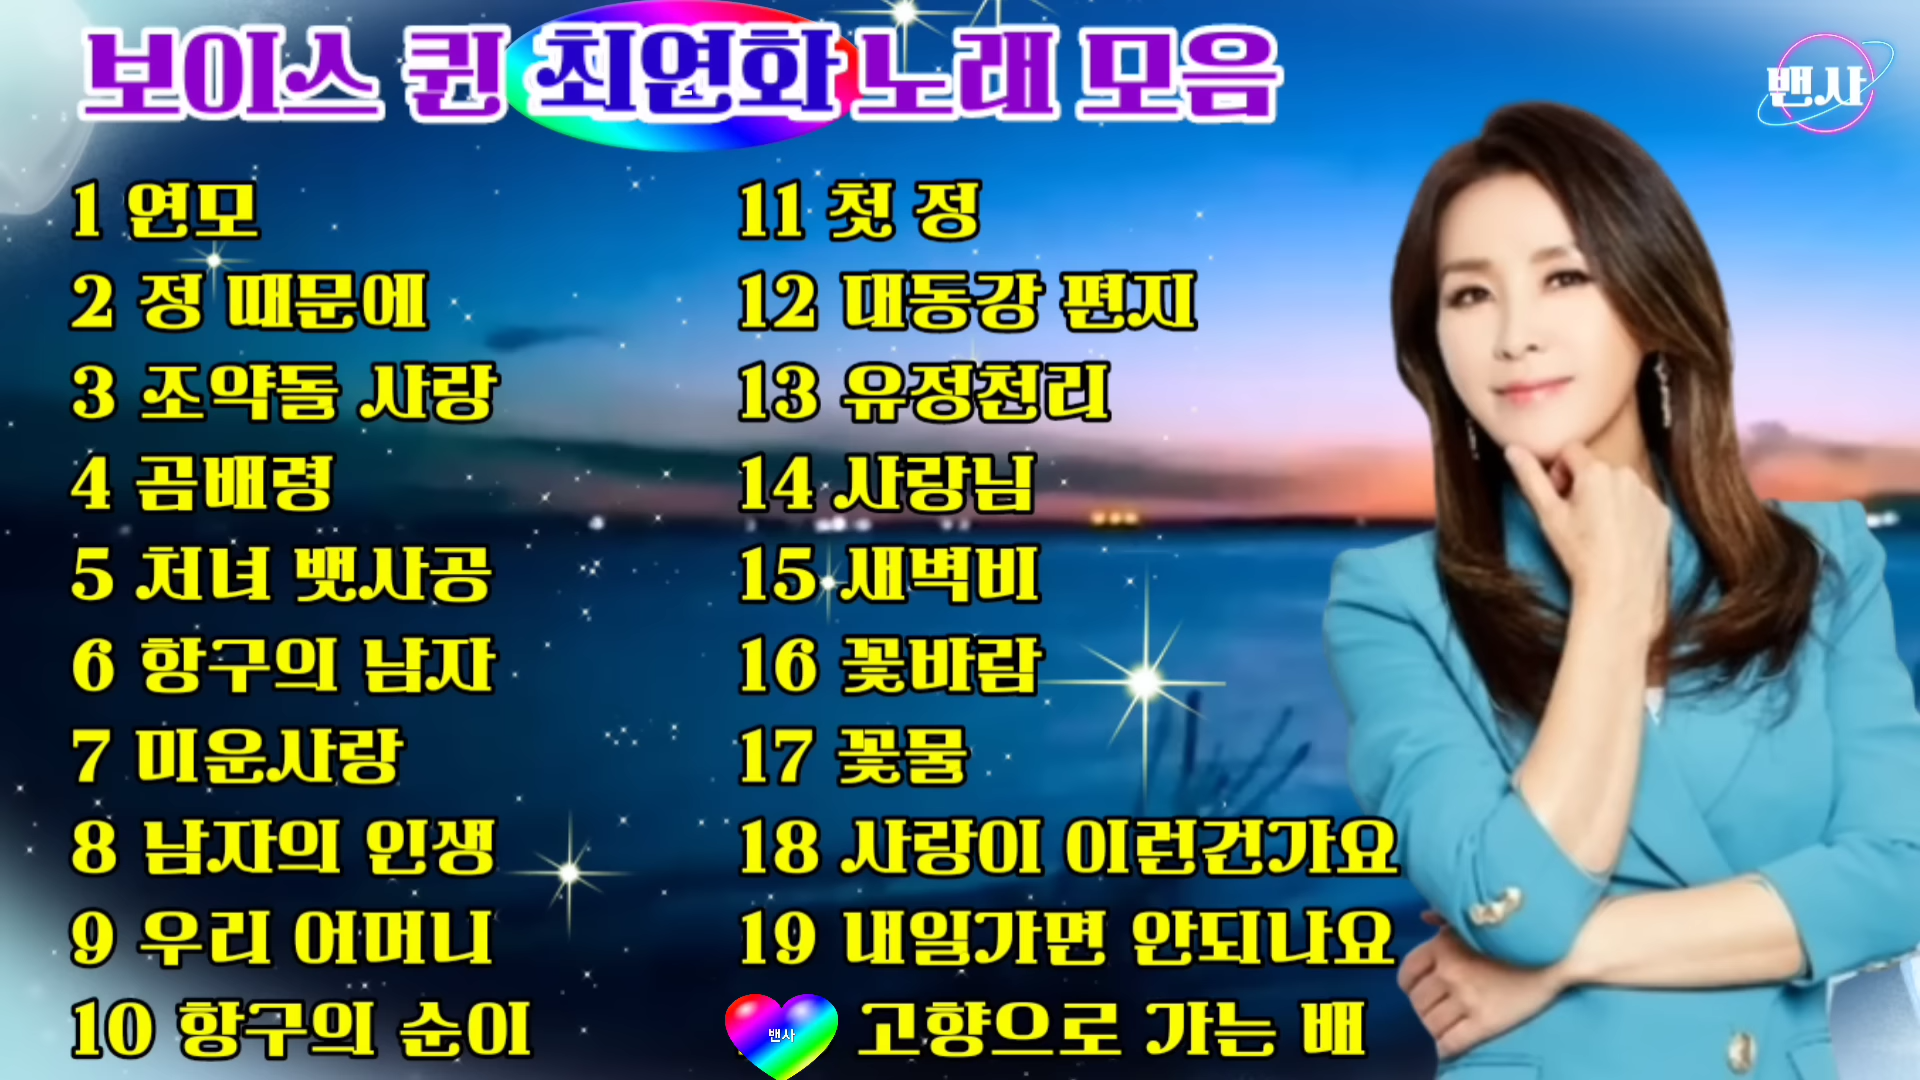 보이스 퀸 최연화 노래 모음
밴.사
1 연모
2 정 때문에
3 조약돌 사랑
4 곰배령
5 처녀 뱃사공
6 항구의 남자
7 미운사랑
8 남자의 인생
9 우리 어머니
10 항구의 순이
11 첫 정
12 대동강 편지
13 유정천리
14 사랑님
15 새벽비
16 꽃바람
17 꽃물
18 사랑이 이런건가요
19 내일가면 안되나요
밴사
고향으로 가는 배